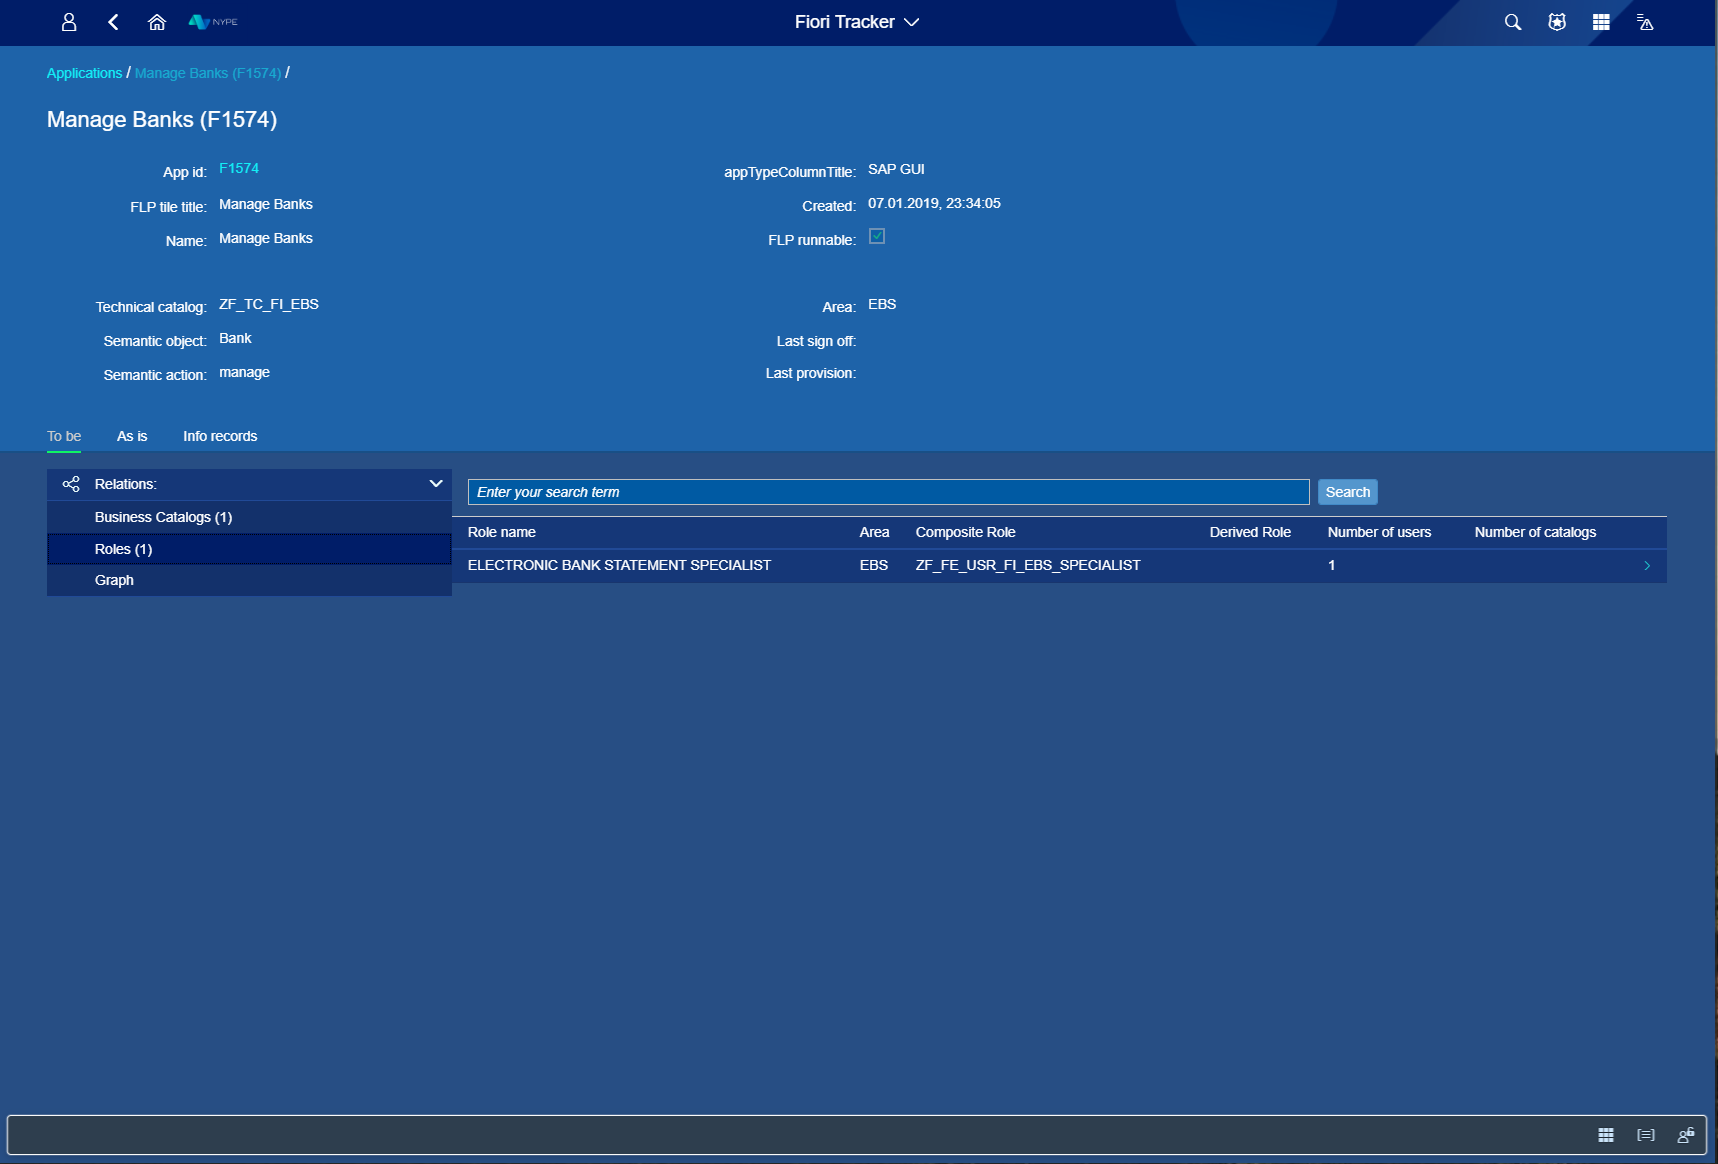 NYPE
Fiori Tracker
Applications / Manage Banks (F1574) /
Manage Banks (F1574)
App id: F1574
appTypeColumnTitle: SAP GUI
FLP tile title: Manage Banks
Created: 07.01.2019, 23:34:05
Name: Manage Banks
FLP runnable:
Technical catalog: ZF_TC_FI_EBS
Area: EBS
Semantic object: Bank
Last sign off:
Semantic action: manage
Last provision:
To be As is Info records
Relations:
Business Catalogs (1)
Roles (1)
Graph
Enter your search term Search
Role name Area Composite Role Derived Role Number of users Number of catalogs
ELECTRONIC BANK STATEMENT SPECIALIST EBS ZF_FE_USR_FI_EBS_SPECIALIST 1